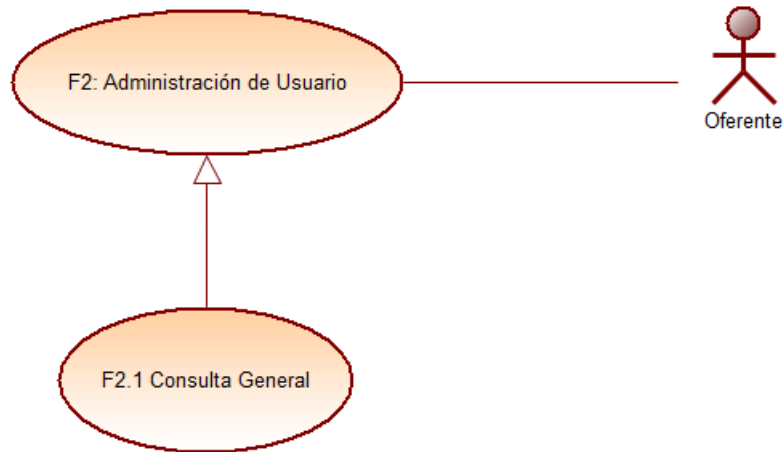 F2: Administración de Usuario
Oferente
F2.1 Consulta General